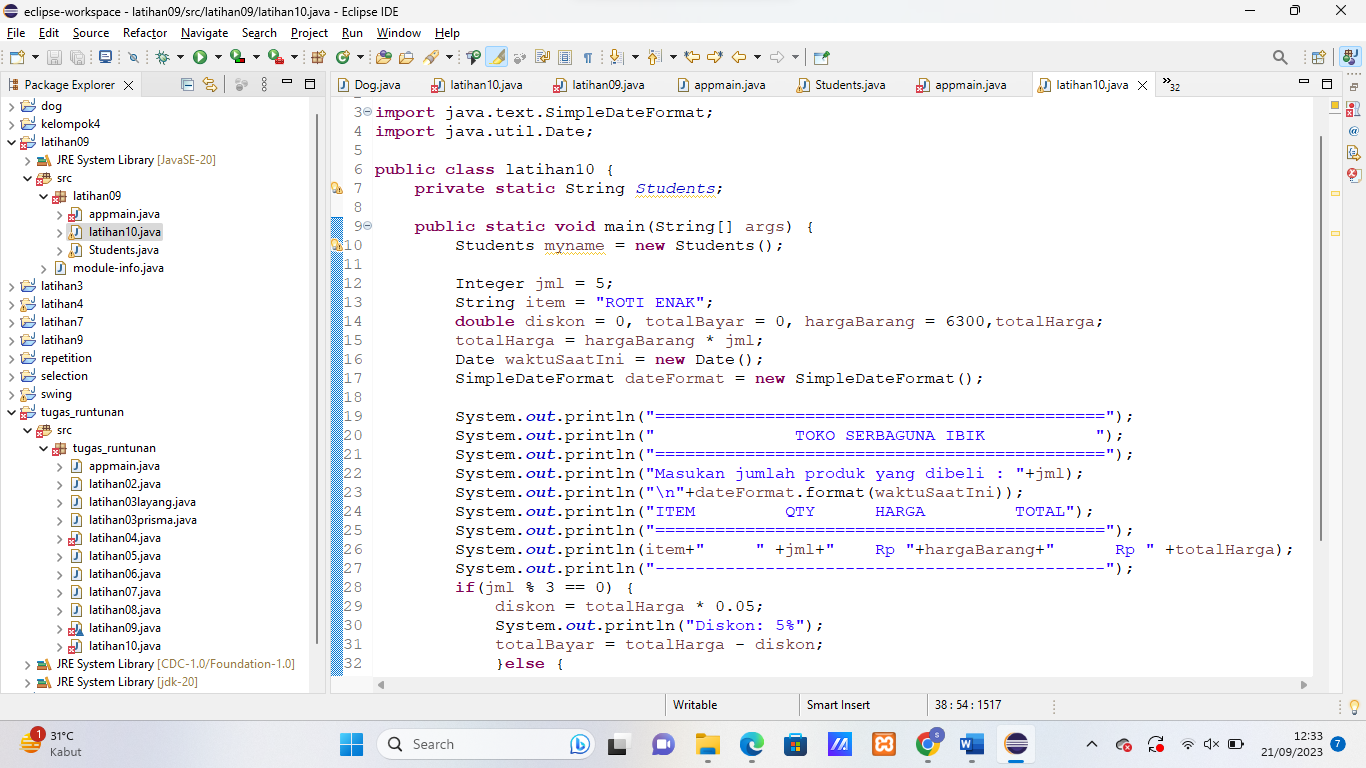 eclipse-workspace - latihan09/src/latihan09/latihan10.java - Eclipse IDE
File Edit Source Refactor Navigate Search Project Run Window Help
Package Explorer
Dog.java latihan10.java latihan09.java appmain.java Students.java appmain.java latihan10.java »32
dog
kelompok4
latihan09
JRE System Library [JavaSE-20]
src
latihan09
appmain.java
latihan10.java
Students.java
module-info.java
latihan3
latihan4
latihan7
latihan9
repetition
selection
swing
tugas_runtunan
src
tugas_runtunan
appmain.java
latihan02.java
latihan03layang.java
latihan03prisma.java
latihan04.java
latihan05.java
latihan06.java
latihan07.java
latihan08.java
latihan09.java
latihan10.java
JRE System Library [CDC-1.0/Foundation-1.0]
JRE System Library [jdk-20]
3 import java.text.SimpleDateFormat;
4 import java.util.Date;
5
6 public class latihan10 {
7     private static String Students;
8
9     public static void main(String[] args) {
10         Students myname = new Students();
11
12         Integer jml = 5;
13         String item = "ROTI ENAK";
14         double diskon = 0, totalBayar = 0, hargaBarang = 6300,totalHarga;
15         totalHarga = hargaBarang * jml;
16         Date waktuSaatIni = new Date();
17         SimpleDateFormat dateFormat = new SimpleDateFormat();
18
19         System.out.println("=============================================");
20         System.out.println("              TOKO SERBAGUNA IBIK           ");
21         System.out.println("=============================================");
22         System.out.println("Masukan jumlah produk yang dibeli : "+jml);
23         System.out.println("\n"+dateFormat.format(waktuSaatIni));
24         System.out.println("ITEM         QTY      HARGA         TOTAL");
25         System.out.println("=============================================");
26         System.out.println(item+"     " +jml+"    Rp "+hargaBarang+"      Rp " +totalHarga);
27         System.out.println("---------------------------------------------");
28         if(jml % 3 == 0) {
29             diskon = totalHarga * 0.05;
30             System.out.println("Diskon: 5%");
31             totalBayar = totalHarga - diskon;
32             }else {
Writable Smart Insert 38 : 54 : 1517
1 31°C
Kabut
Search
S
12:33
21/09/2023
7